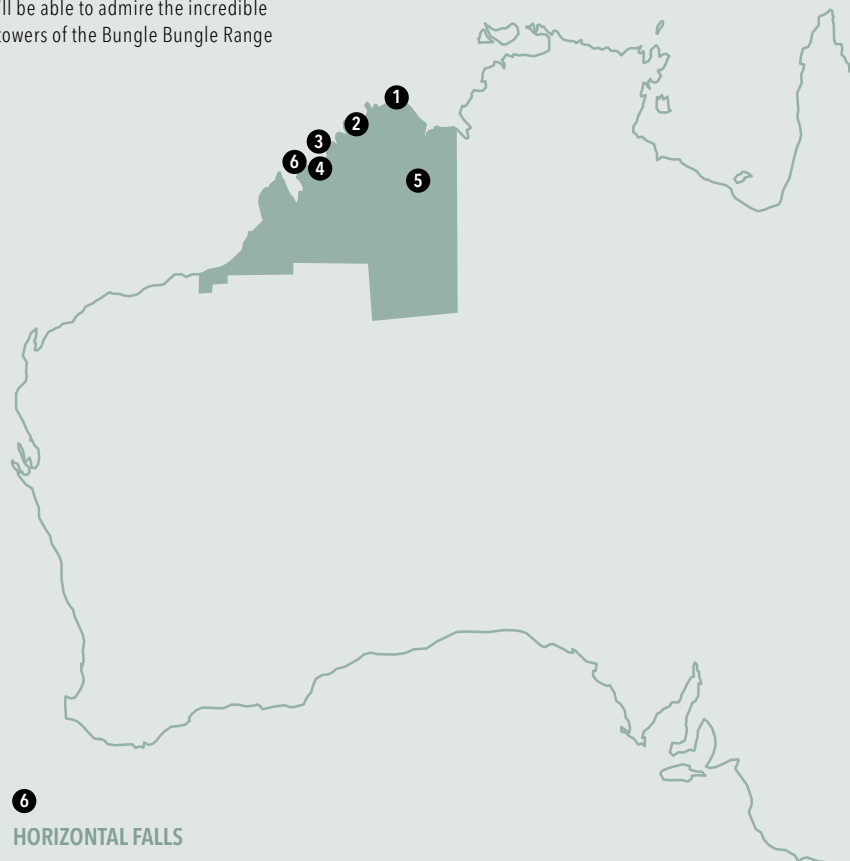 'll be able to admire the incredible
towers of the Bungle Bungle Range
1
2
3
6
4
5
6
HORIZONTAL FALLS